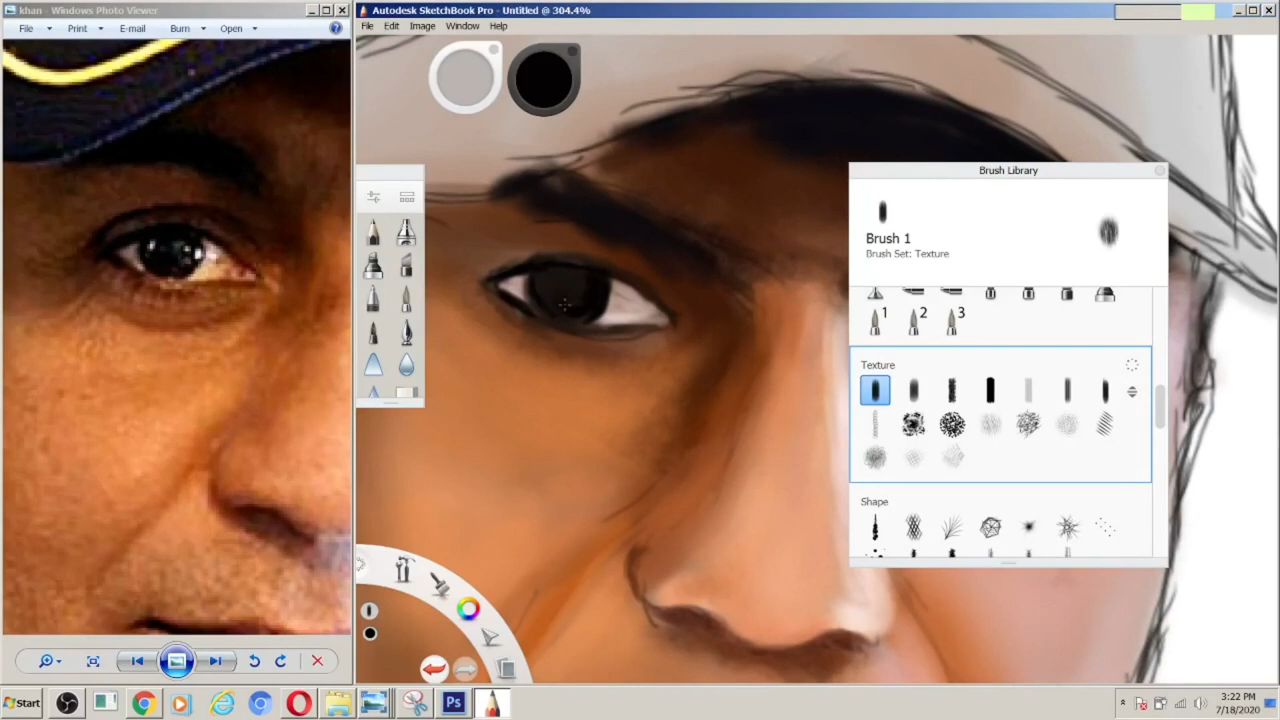 khan - Windows Photo Viewer
File Print E-mail Burn Open
Autodesk SketchBook Pro - Untitled @ 304.4%
File Edit Image Window Help
Brush Library
Brush 1
Brush Set: Texture
1 2 3
Texture
Shape
Start
Ps
3:22 PM
7/18/2020